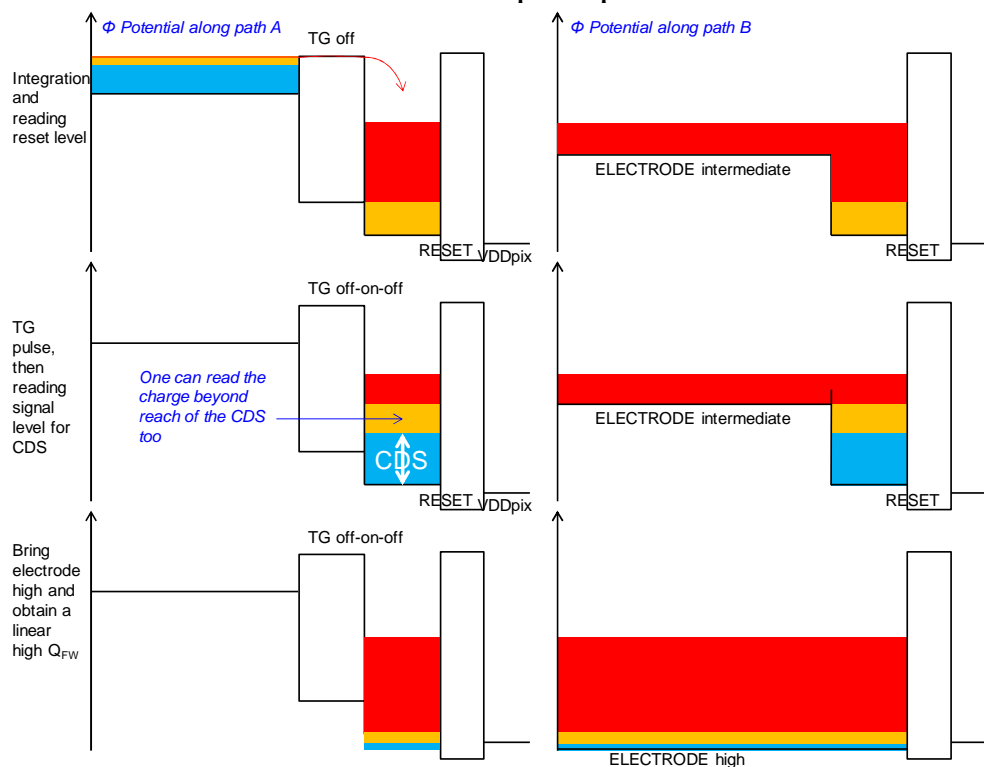 Φ Potential along path A
TG off
Φ Potential along path B
Integration
and
reading
reset level
ELECTRODE intermediate
RESET
VDDpix
RESET
TG off-on-off
TG
pulse,
then
reading
signal
level for
CDS
One can read the
charge beyond
reach of the CDS
too
CDS
ELECTRODE intermediate
RESET
VDDpix
RESET
TG off-on-off
Bring
electrode
high and
obtain a
linear
high QFW
ELECTRODE high